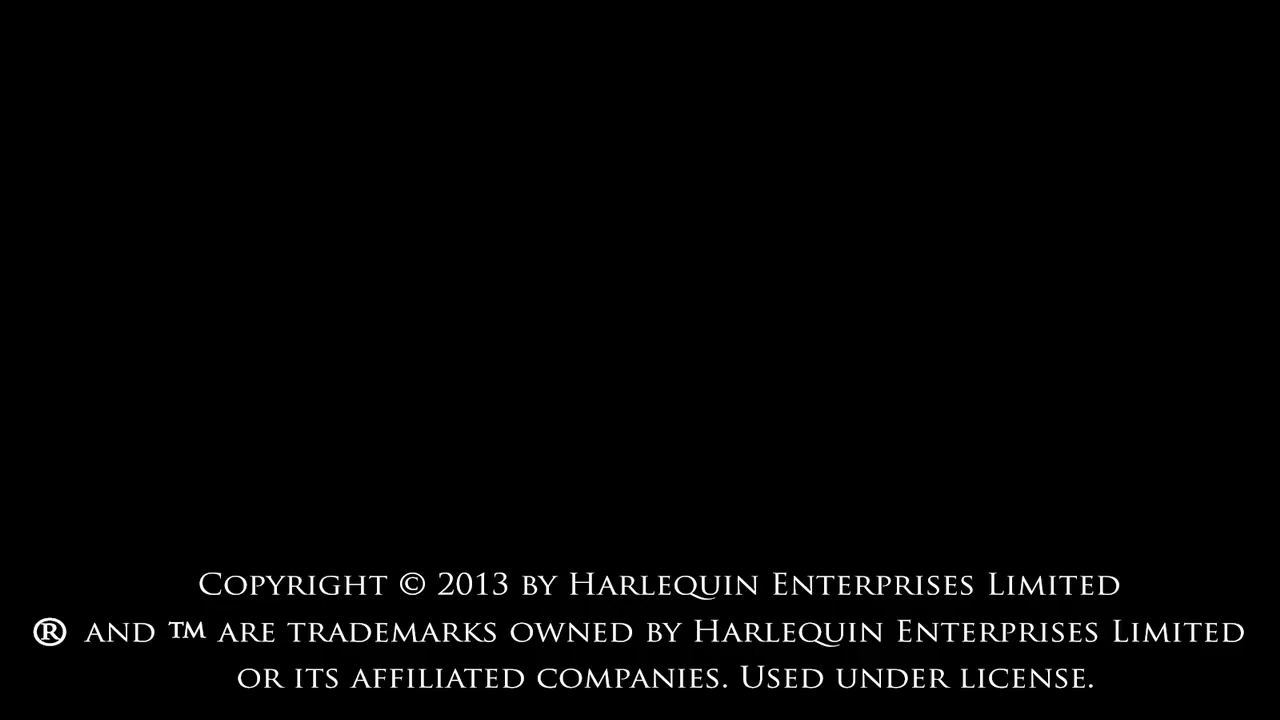 Copyright © 2013 by Harlequin Enterprises Limited
® and ™ are trademarks owned by Harlequin Enterprises Limited
or its affiliated companies. Used under license.